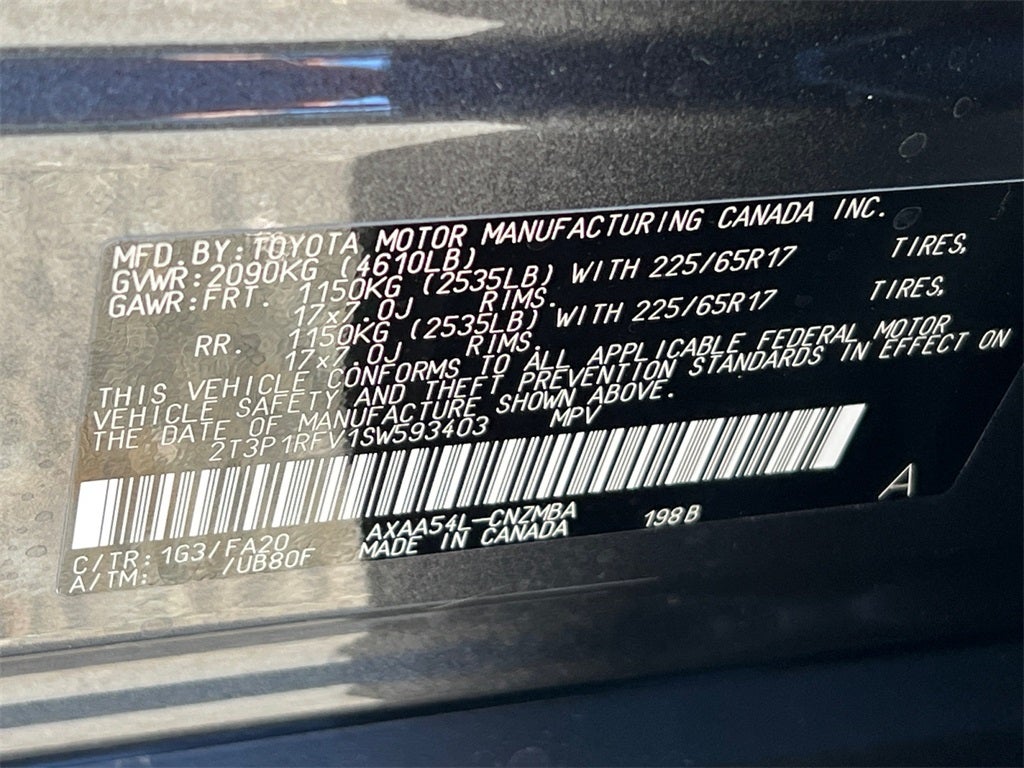 MFD.BY:TOYOTA MOTOR MANUFACTURING CANADA INC.
GVWR:2090KG (4610LB)
GAWR:FRT. 1150KG (2535LB) WITH 225/65R17 TIRES,
17x7.0J RIMS.
RR. 1150KG (2535LB) WITH 225/65R17 TIRES,
17x7.0J RIMS.
THIS VEHICLE CONFORMS TO ALL APPLICABLE FEDERAL MOTOR
VEHICLE SAFETY AND THEFT PREVENTION STANDARDS IN EFFECT ON
THE DATE OF MANUFACTURE SHOWN ABOVE.
2T3P1RFV1SW593403 MPV
A
AXAA54L-CNZMBA 198B
C/TR: 1G3/FA20 MADE IN CANADA
A/TM: /UB80F